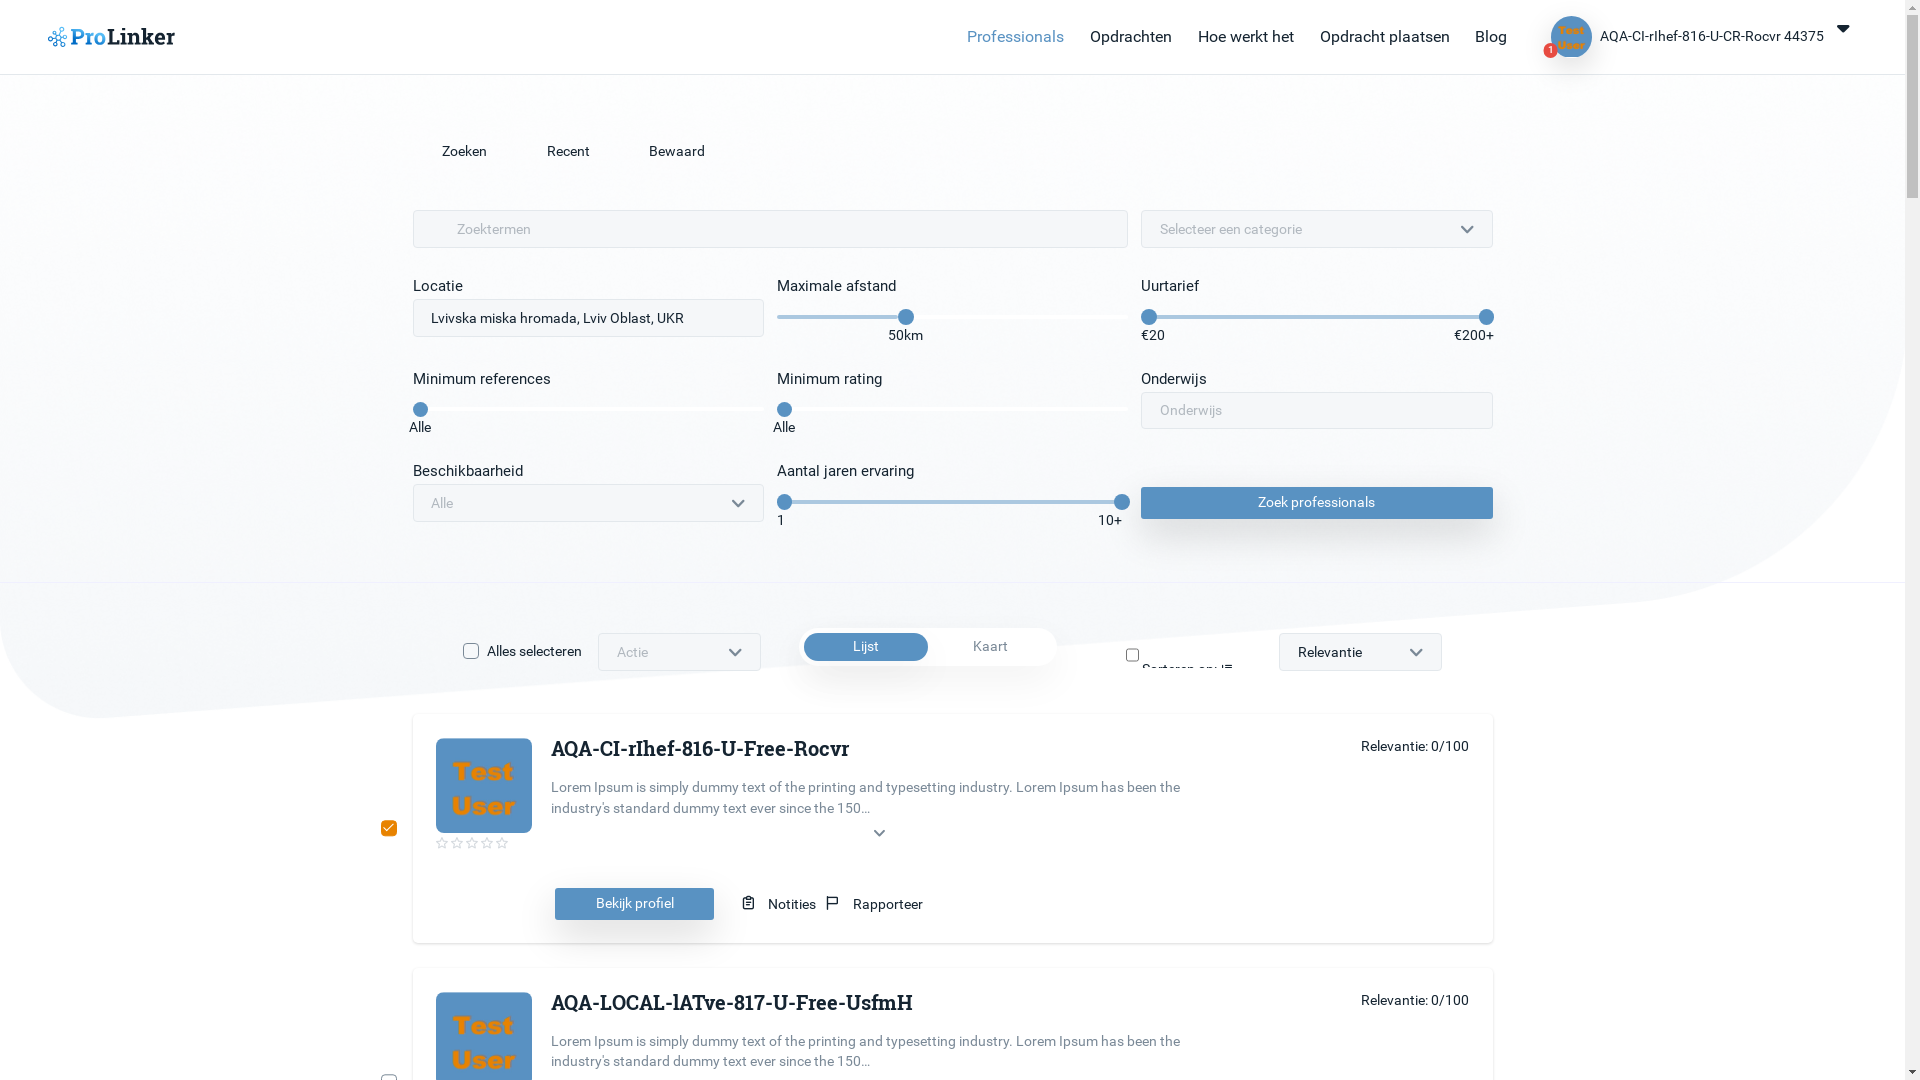 ProLinker
Professionals Opdrachten Hoe werkt het Opdracht plaatsen Blog
Test User
1
AQA-CI-rIhef-816-U-CR-Rocvr 44375
Zoeken Recent Bewaard
Zoektermen
Selecteer een categorie
Locatie
Lvivska miska hromada, Lviv Oblast, UKR
Maximale afstand
50km
Uurtarief
€20 €200+
Minimum references
Alle
Minimum rating
Alle
Onderwijs
Onderwijs
Beschikbaarheid
Alle
Aantal jaren ervaring
1 10+
Zoek professionals
Alles selecteren
Actie
Lijst Kaart
Relevantie
Test
User
AQA-CI-rIhef-816-U-Free-Rocvr
Relevantie: 0/100
Lorem Ipsum is simply dummy text of the printing and typesetting industry. Lorem Ipsum has been the
industry's standard dummy text ever since the 150...
Bekijk profiel Notities Rapporteer
Test
User
AQA-LOCAL-lATve-817-U-Free-UsfmH
Relevantie: 0/100
Lorem Ipsum is simply dummy text of the printing and typesetting industry. Lorem Ipsum has been the
industry's standard dummy text ever since the 150...